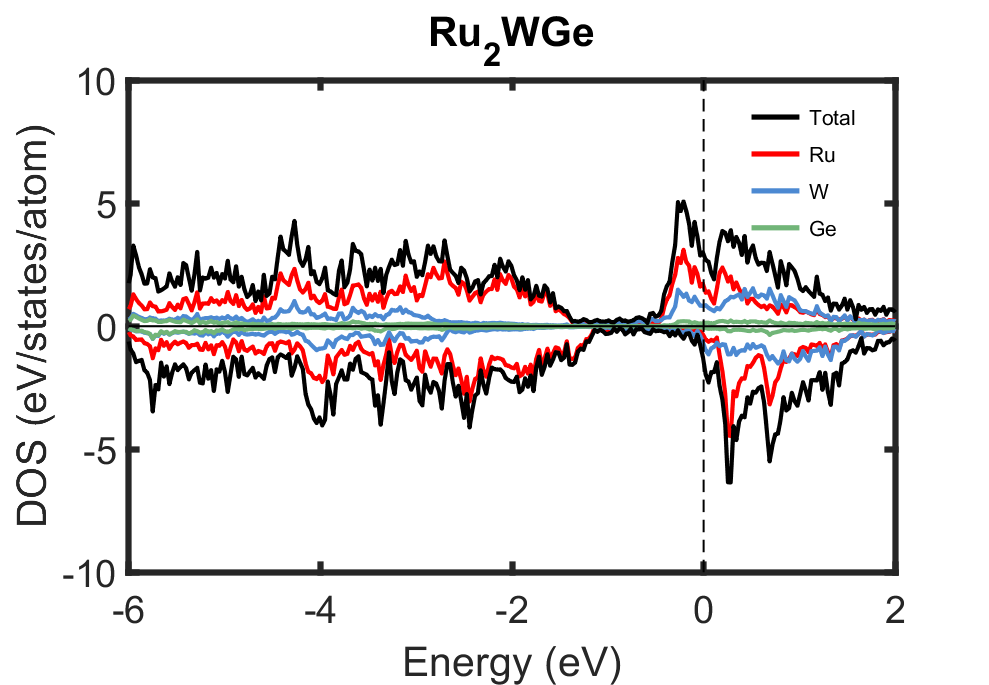 Ru2WGe
10
5
0
-5
-10
DOS (eV/states/atom)
Total
Ru
W
Ge
-6
-4
-2
0
2
Energy (eV)